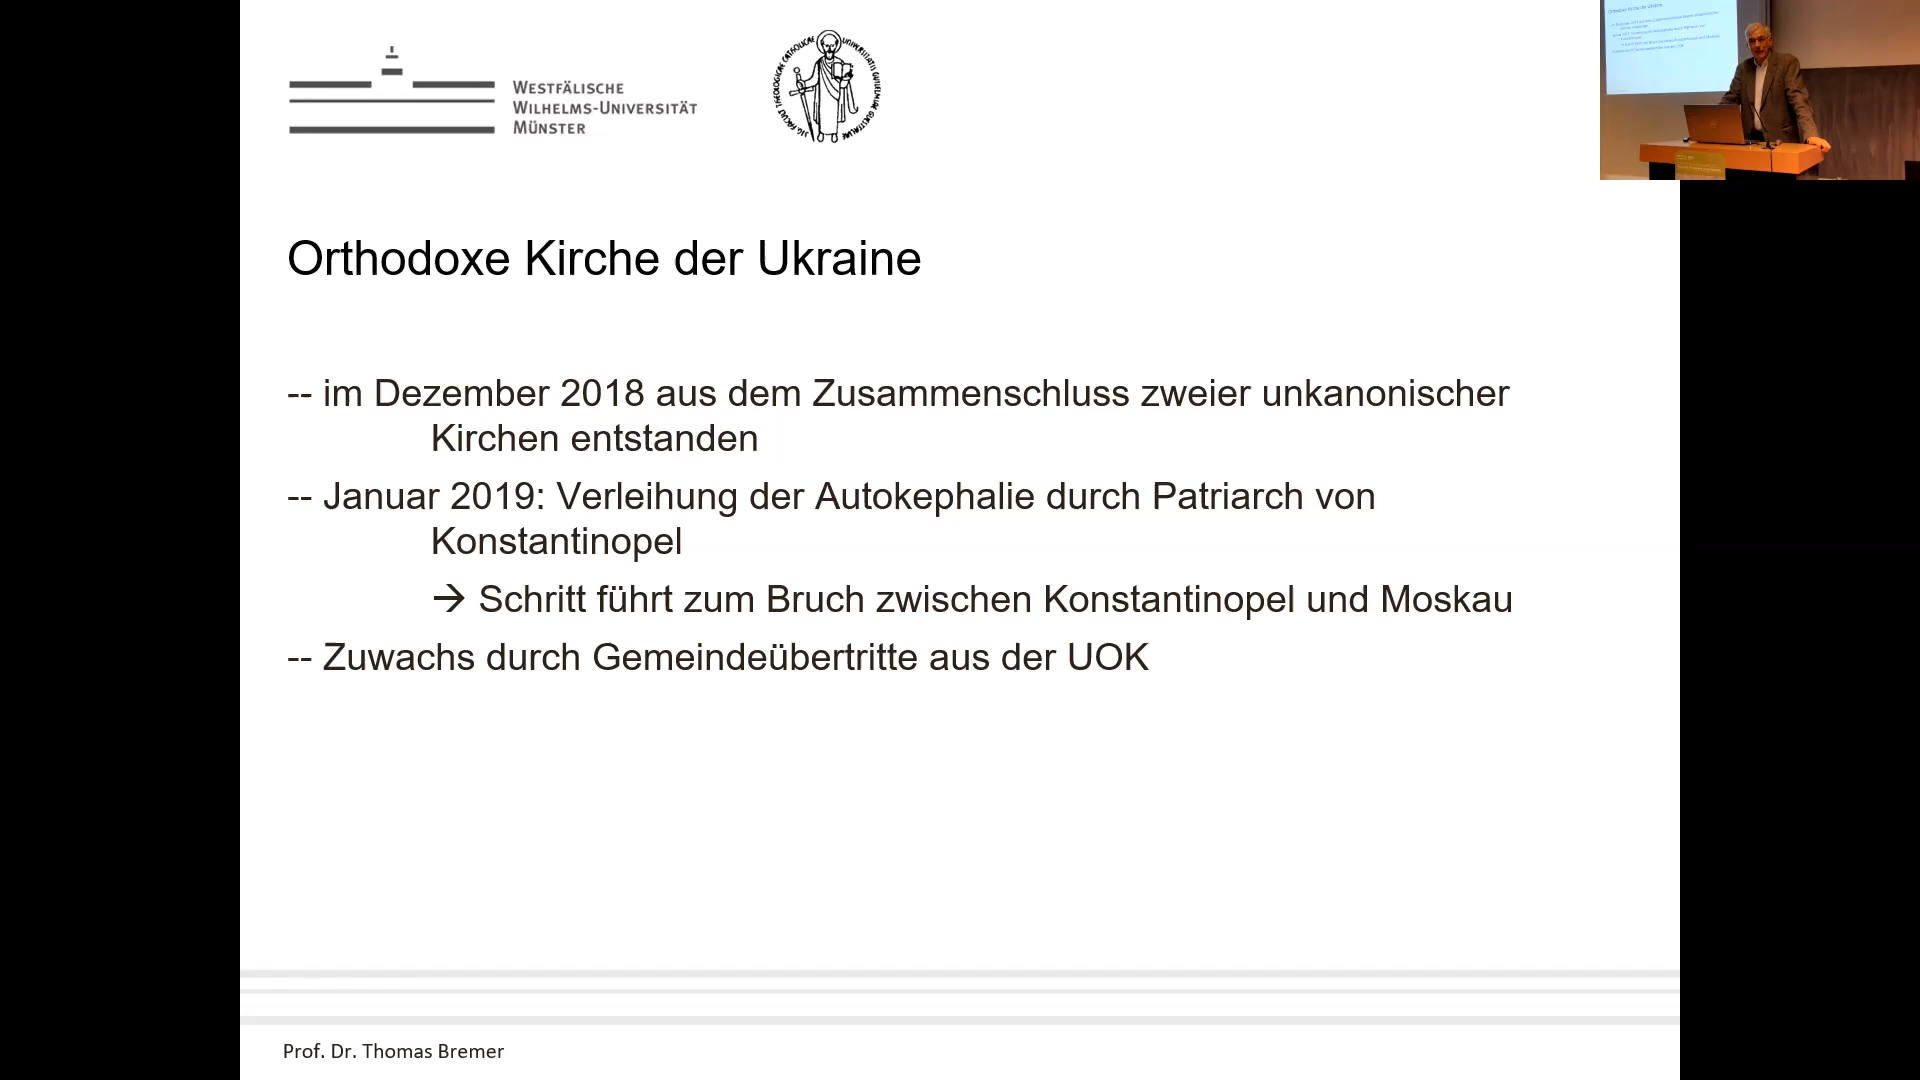 WESTFÄLISCHE
WILHELMS-UNIVERSITÄT
MÜNSTER
Orthodoxe Kirche der Ukraine
-- im Dezember 2018 aus dem Zusammenschluss zweier unkanonischer
Kirchen entstanden
-- Januar 2019: Verleihung der Autokephalie durch Patriarch von
Konstantinopel
→ Schritt führt zum Bruch zwischen Konstantinopel und Moskau
-- Zuwachs durch Gemeindeübertritte aus der UOK
Prof. Dr. Thomas Bremer